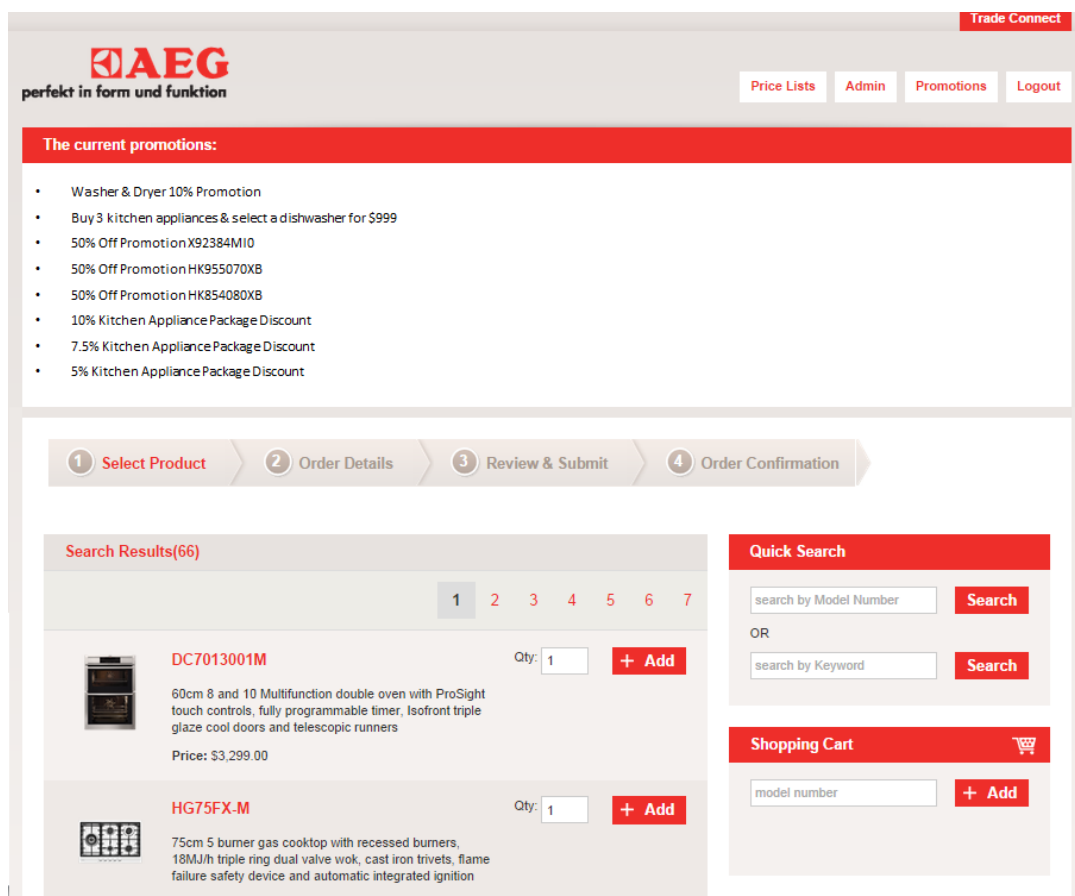 Trade Connect
AEG
perfekt in form und funktion
Price Lists
Admin
Promotions
Logout
The current promotions:
• Washer & Dryer 10% Promotion
• Buy 3 kitchen appliances & select a dishwasher for $999
• 50% Off Promotion X92384MI0
• 50% Off Promotion HK955070XB
• 50% Off Promotion HK854080XB
• 10% Kitchen Appliance Package Discount
• 7.5% Kitchen Appliance Package Discount
• 5% Kitchen Appliance Package Discount
1 Select Product
2 Order Details
3 Review & Submit
4 Order Confirmation
Search Results(66)
1 2 3 4 5 6 7
DC7013001M
Qty: 1
+ Add
60cm 8 and 10 Multifunction double oven with ProSight
touch controls, fully programmable timer, Isofront triple
glaze cool doors and telescopic runners
Price: $3,299.00
HG75FX-M
Qty: 1
+ Add
75cm 5 burner gas cooktop with recessed burners,
18MJ/h triple ring dual valve wok, cast iron trivets, flame
failure safety device and automatic integrated ignition
Quick Search
search by Model Number
Search
OR
search by Keyword
Search
Shopping Cart
model number
+ Add